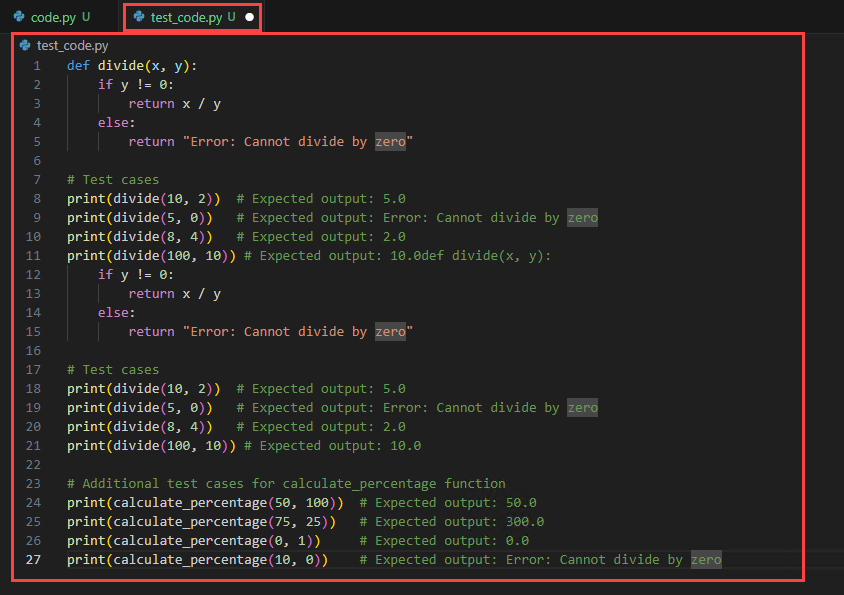 code.py U
test_code.py U
test_code.py
1 def divide(x, y):
2     if y != 0:
3         return x / y
4     else:
5         return "Error: Cannot divide by zero"
6
7 # Test cases
8 print(divide(10, 2))  # Expected output: 5.0
9 print(divide(5, 0))   # Expected output: Error: Cannot divide by zero
10 print(divide(8, 4))   # Expected output: 2.0
11 print(divide(100, 10)) # Expected output: 10.0def divide(x, y):
12     if y != 0:
13         return x / y
14     else:
15         return "Error: Cannot divide by zero"
16
17 # Test cases
18 print(divide(10, 2))  # Expected output: 5.0
19 print(divide(5, 0))   # Expected output: Error: Cannot divide by zero
20 print(divide(8, 4))   # Expected output: 2.0
21 print(divide(100, 10)) # Expected output: 10.0
22
23 # Additional test cases for calculate_percentage function
24 print(calculate_percentage(50, 100))  # Expected output: 50.0
25 print(calculate_percentage(75, 25))   # Expected output: 300.0
26 print(calculate_percentage(0, 1))     # Expected output: 0.0
27 print(calculate_percentage(10, 0))    # Expected output: Error: Cannot divide by zero